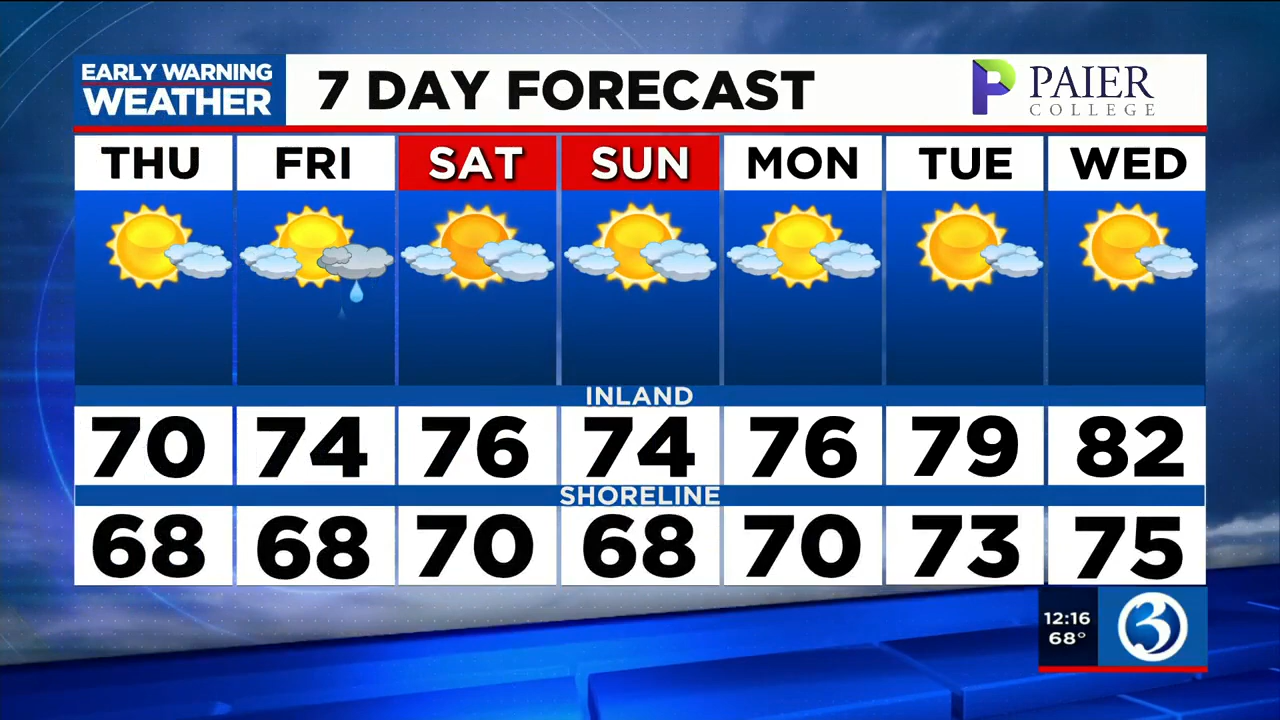 EARLY WARNING
WEATHER
7 DAY FORECAST
PAIER
COLLEGE
THU FRI SAT SUN MON TUE WED
INLAND
70 74 76 74 76 79 82
SHORELINE
68 68 70 68 70 73 75
12:16
68°
3